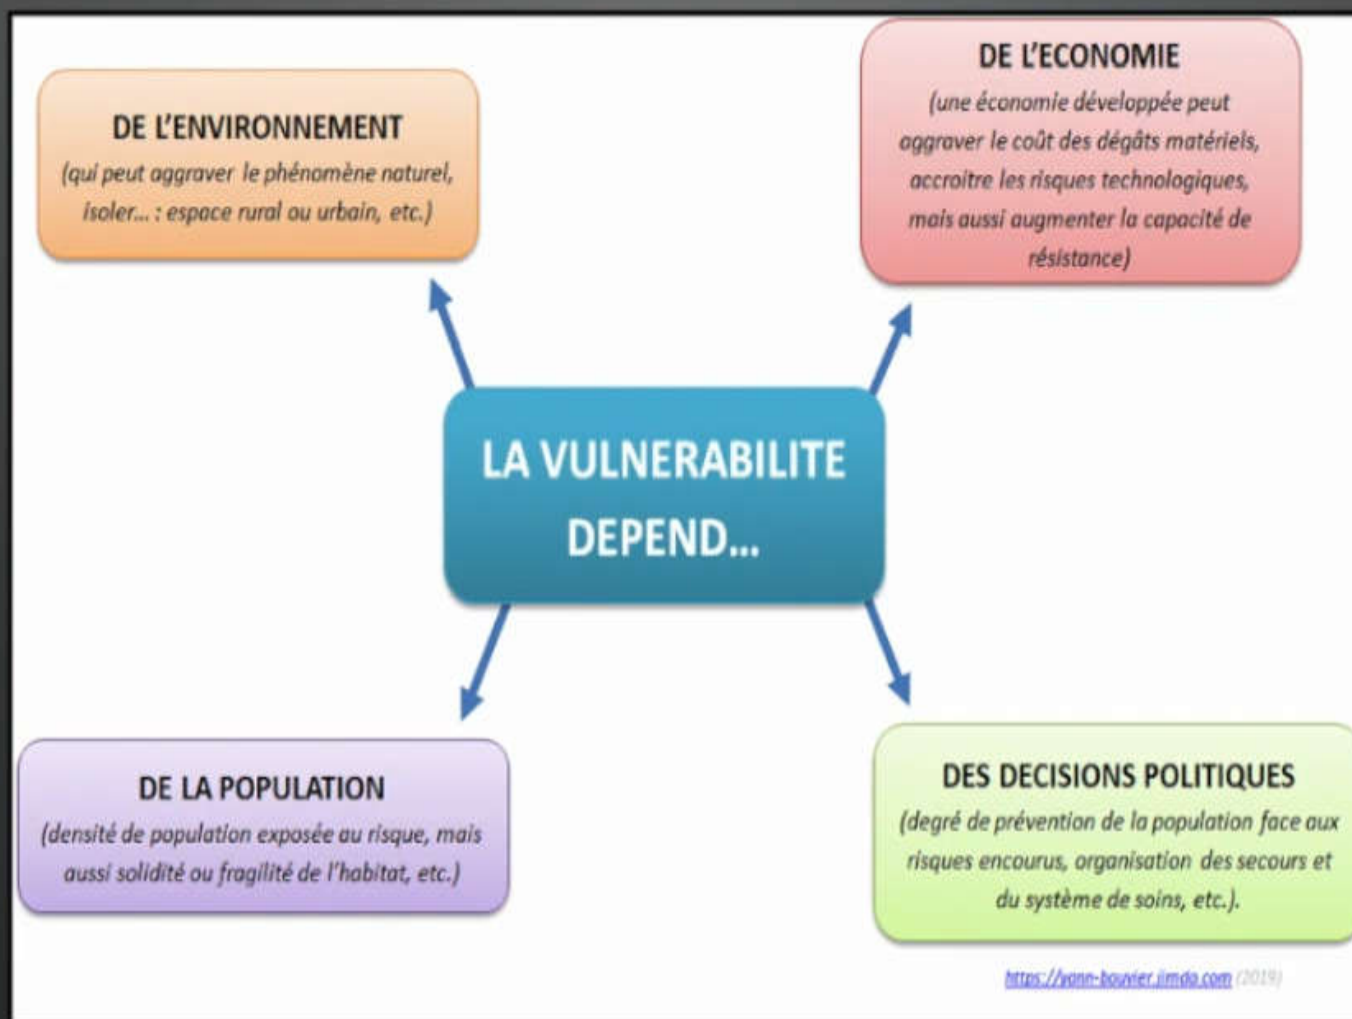 DE L'ENVIRONNEMENT
(qui peut aggraver le phénomène naturel,
isoler... : espace rural ou urbain, etc.)
DE L'ECONOMIE
(une économie développée peut
aggraver le coût des dégâts matériels,
accroitre les risques technologiques,
mais aussi augmenter la capacité de
résistance)
LA VULNERABILITE
DEPEND...
DE LA POPULATION
(densité de population exposée au risque, mais
aussi solidité ou fragilité de l'habitat, etc.)
DES DECISIONS POLITIQUES
(degré de prévention de la population face aux
risques encourus, organisation des secours et
du système de soins, etc.).
https://yann-bouvier.jimdo.com (2019)